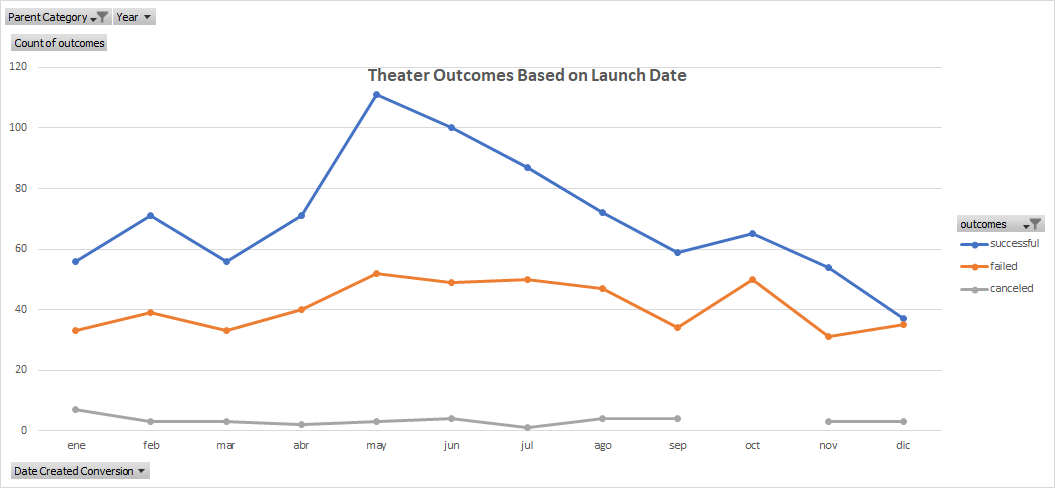 Parent Category Year
Count of outcomes
Theater Outcomes Based on Launch Date
120
100
80
60
40
20
0
ene feb mar abr may jun jul ago sep oct nov dic
outcomes
successful
failed
canceled
Date Created Conversion